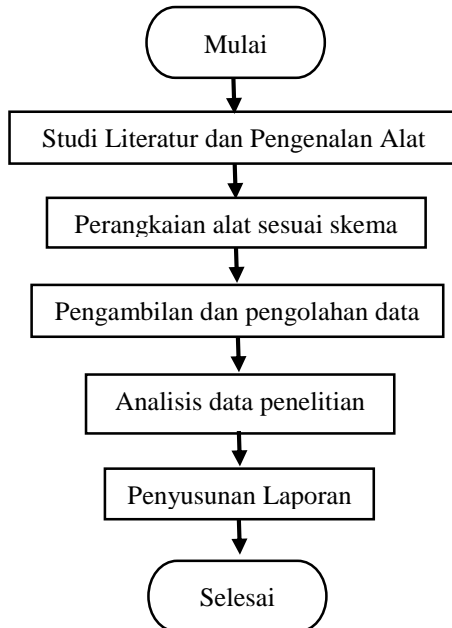 Mulai
Studi Literatur dan Pengenalan Alat
Perangkaian alat sesuai skema
Pengambilan dan pengolahan data
Analisis data penelitian
Penyusunan Laporan
Selesai